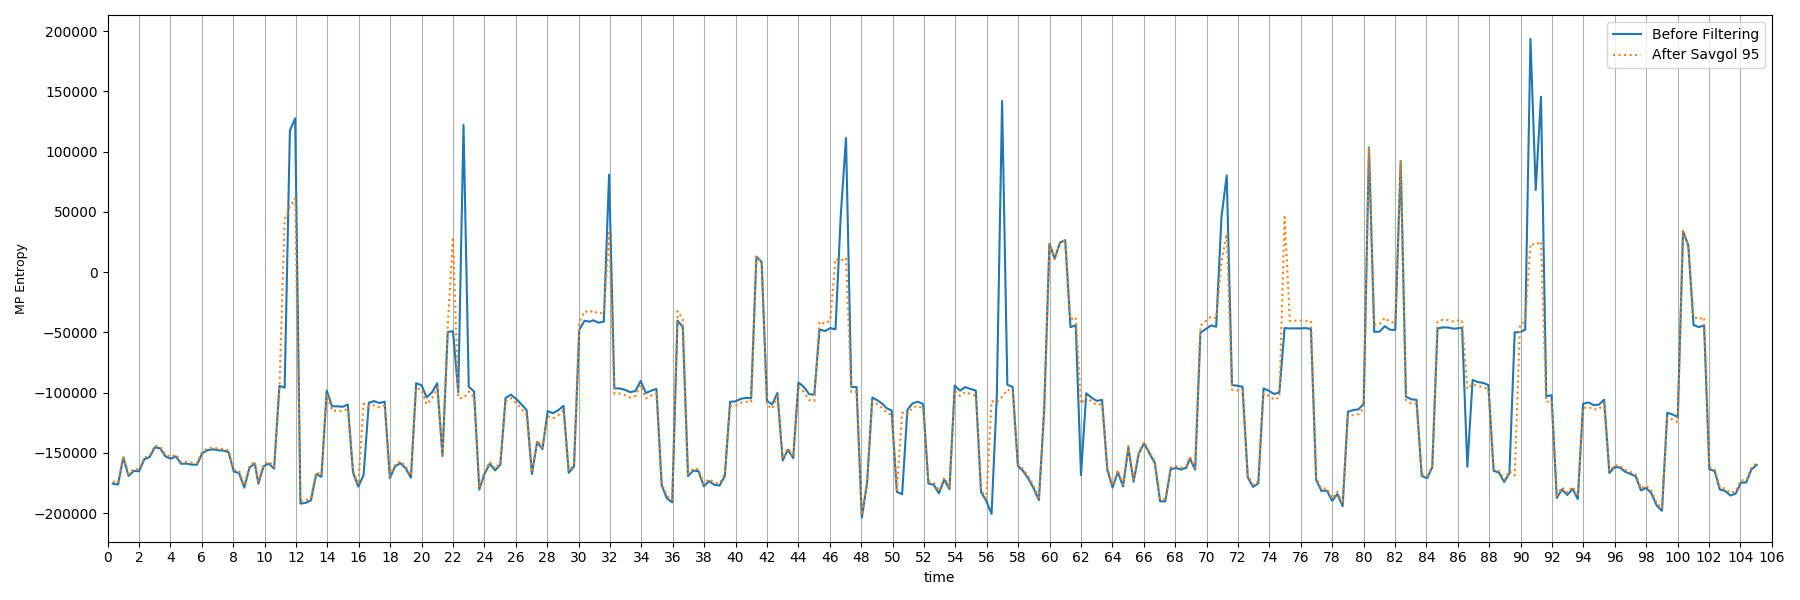 200000
150000
100000
50000
0
−50000
−100000
−150000
−200000
MP Entropy
Before Filtering
After Savgol 95
0 2 4 6 8 10 12 14 16 18 20 22 24 26 28 30 32 34 36 38 40 42 44 46 48 50 52 54 56 58 60 62 64 66 68 70 72 74 76 78 80 82 84 86 88 90 92 94 96 98 100 102 104 106
time